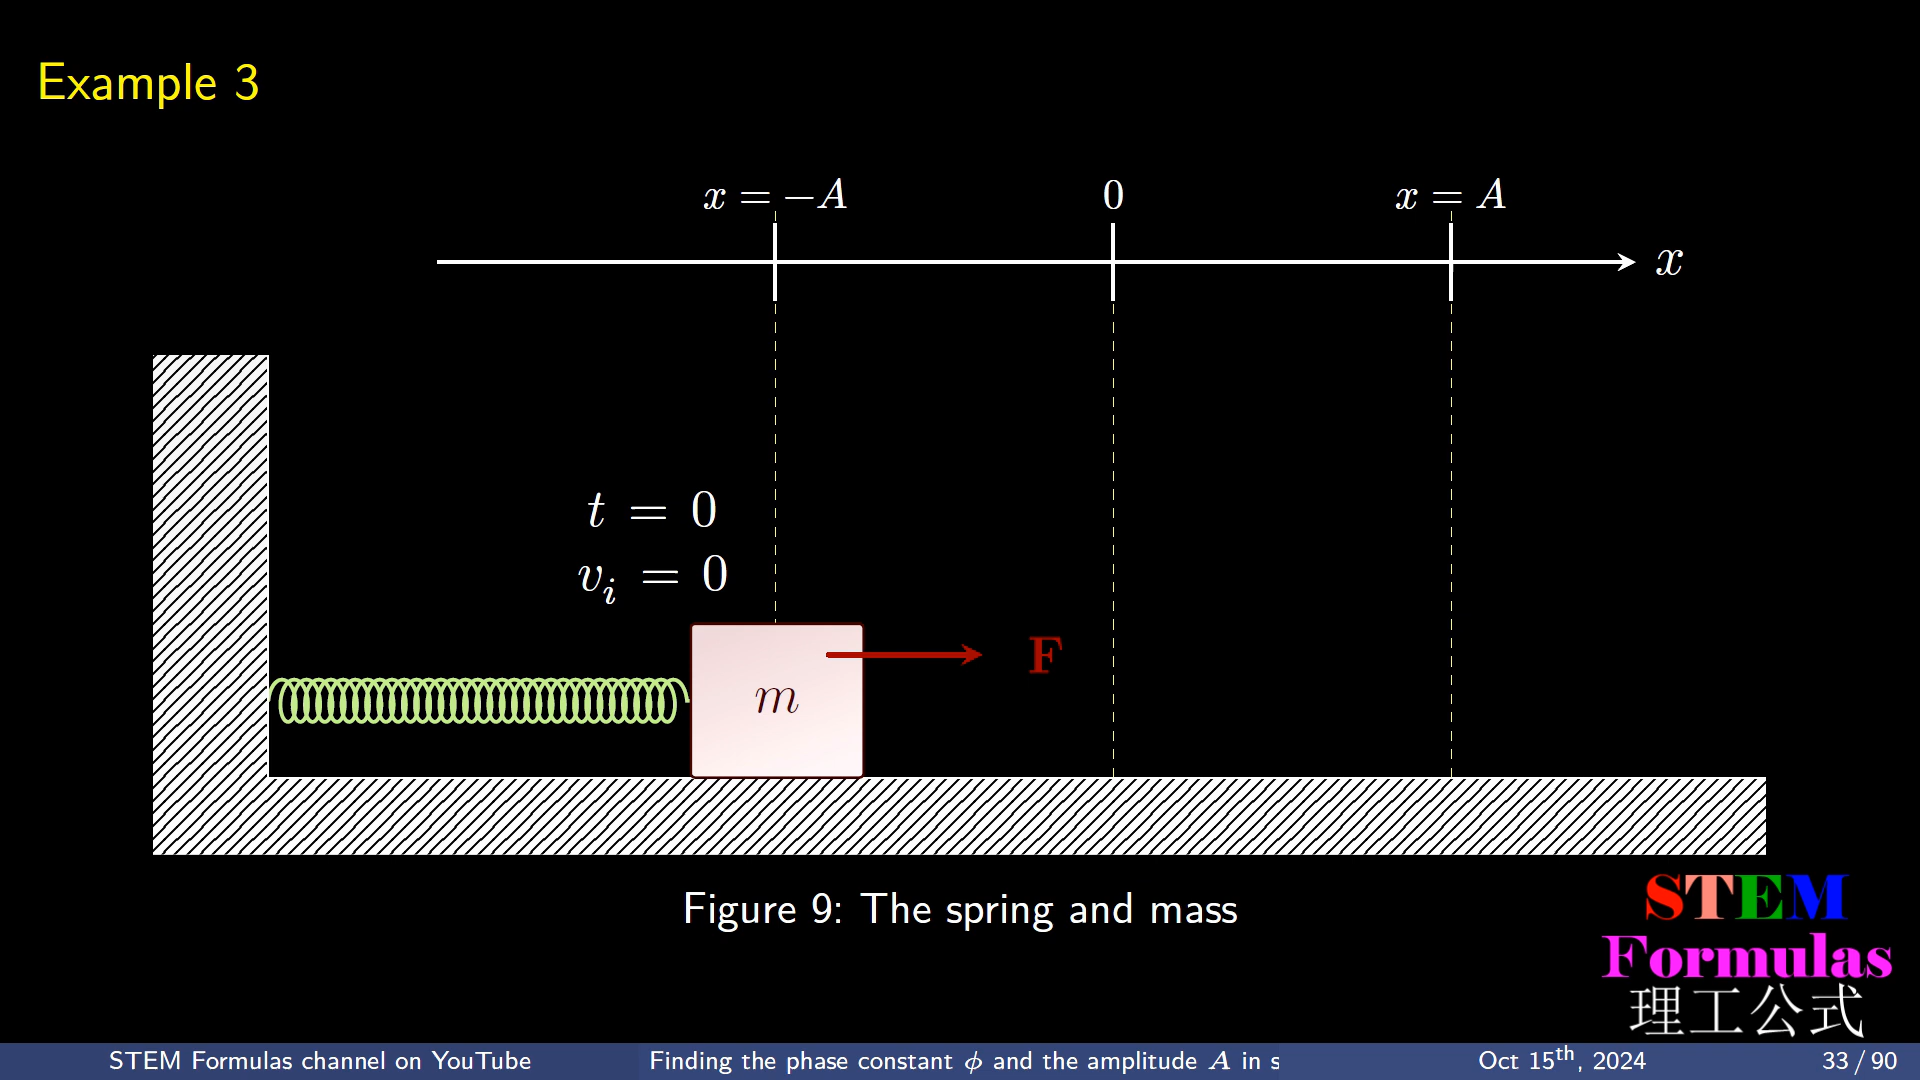 Example 3
x = −A
0
x = A
x
t = 0
vᵢ = 0
F
m
Figure 9: The spring and mass
STEM
Formulas
理工公式
STEM Formulas channel on YouTube
Finding the phase constant ϕ and the amplitude A in s
Oct 15th, 2024
33 / 90